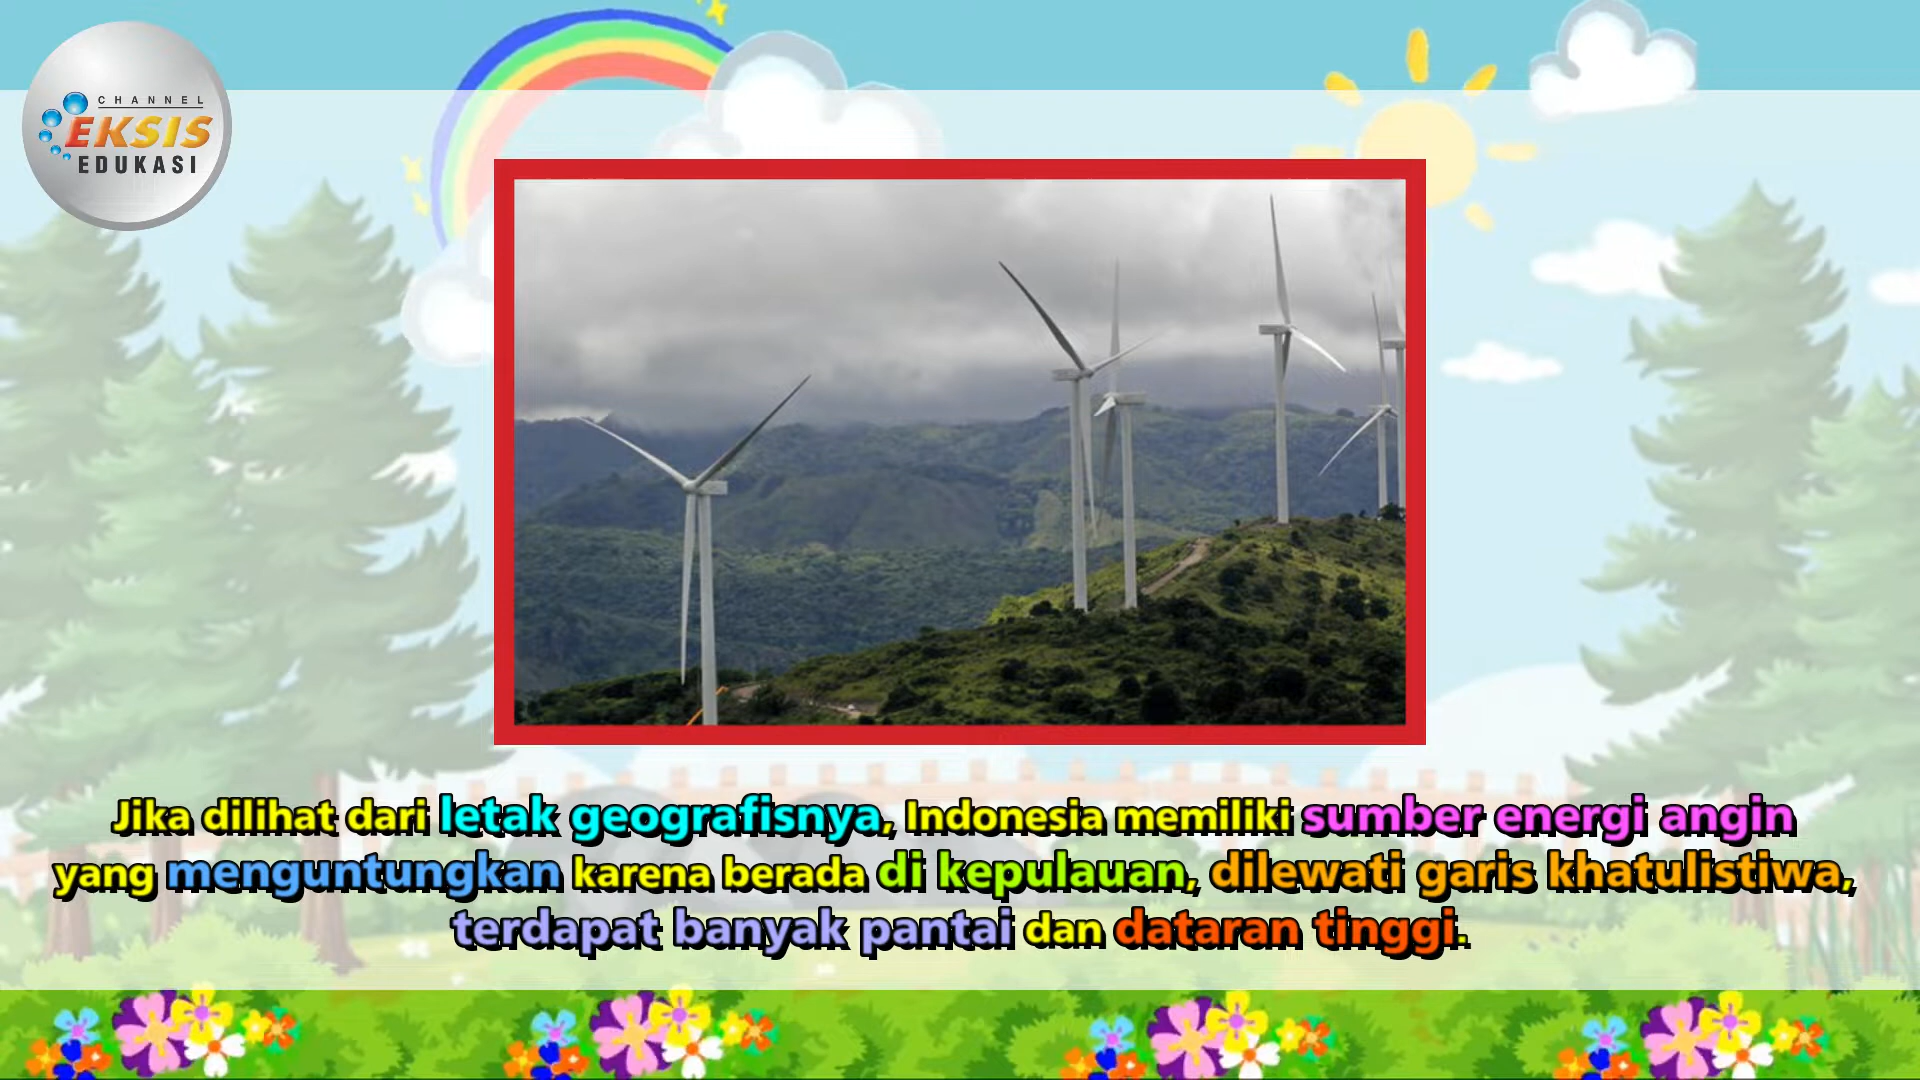 CHANNEL
EKSIS
EDUKASI
Jika dilihat dari letak geografisnya, Indonesia memiliki sumber energi angin
yang menguntungkan karena berada di kepulauan, dilewati garis khatulistiwa,
terdapat banyak pantai dan dataran tinggi.